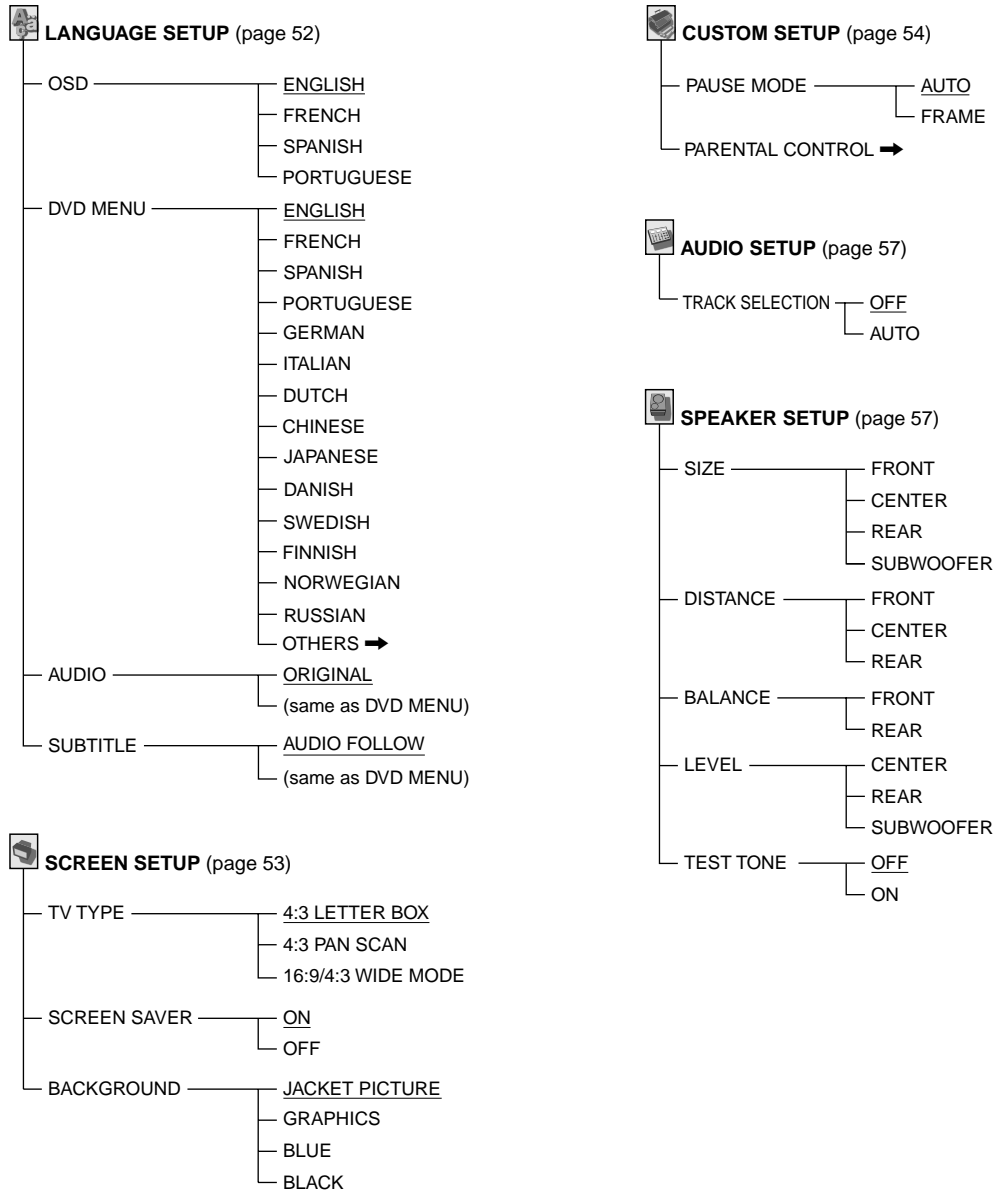 LANGUAGE SETUP (page 52)
OSD
ENGLISH
FRENCH
SPANISH
PORTUGUESE
DVD MENU
ENGLISH
FRENCH
SPANISH
PORTUGUESE
GERMAN
ITALIAN
DUTCH
CHINESE
JAPANESE
DANISH
SWEDISH
FINNISH
NORWEGIAN
RUSSIAN
OTHERS ➞
AUDIO
ORIGINAL
(same as DVD MENU)
SUBTITLE
AUDIO FOLLOW
(same as DVD MENU)
SCREEN SETUP (page 53)
TV TYPE
4:3 LETTER BOX
4:3 PAN SCAN
16:9/4:3 WIDE MODE
SCREEN SAVER
ON
OFF
BACKGROUND
JACKET PICTURE
GRAPHICS
BLUE
BLACK
CUSTOM SETUP (page 54)
PAUSE MODE
AUTO
FRAME
PARENTAL CONTROL ➞
AUDIO SETUP (page 57)
TRACK SELECTION
OFF
AUTO
SPEAKER SETUP (page 57)
SIZE
FRONT
CENTER
REAR
SUBWOOFER
DISTANCE
FRONT
CENTER
REAR
BALANCE
FRONT
REAR
LEVEL
CENTER
REAR
SUBWOOFER
TEST TONE
OFF
ON